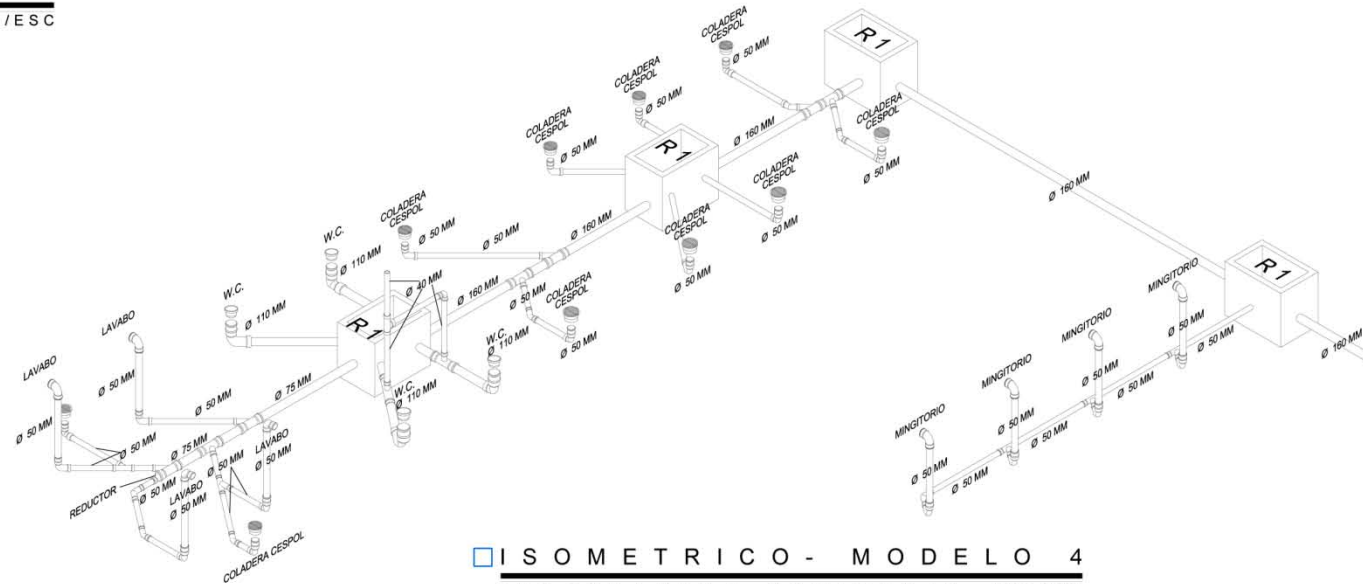 /ESC
COLADERA
CESPOL
Ø 50 MM
R1
COLADERA
CESPOL
Ø 50 MM
COLADERA
CESPOL
Ø 50 MM
Ø 160 MM
COLADERA
CESPOL
Ø 50 MM
R1
COLADERA
CESPOL
Ø 50 MM
COLADERA
CESPOL
Ø 50 MM
Ø 160 MM
Ø 160 MM
COLADERA
CESPOL
Ø 50 MM
Ø 50 MM
W.C.
Ø 110 MM
Ø 40 MM
Ø 160 MM
Ø 50 MM
COLADERA
CESPOL
Ø 50 MM
W.C.
Ø 110 MM
R1
Ø 110 MM
W.C.
Ø 110 MM
LAVABO
Ø 50 MM
Ø 50 MM
Ø 75 MM
LAVABO
Ø 50 MM
Ø 50 MM
Ø 75 MM
Ø 50 MM
LAVABO
Ø 50 MM
REDUCTOR
Ø 50 MM
LAVABO
Ø 50 MM
COLADERA CESPOL
R1
Ø 160 MM
MINGITORIO
Ø 50 MM
Ø 50 MM
MINGITORIO
Ø 50 MM
Ø 50 MM
MINGITORIO
Ø 50 MM
Ø 50 MM
MINGITORIO
Ø 50 MM
Ø 50 MM
ISOMETRICO- MODELO 4